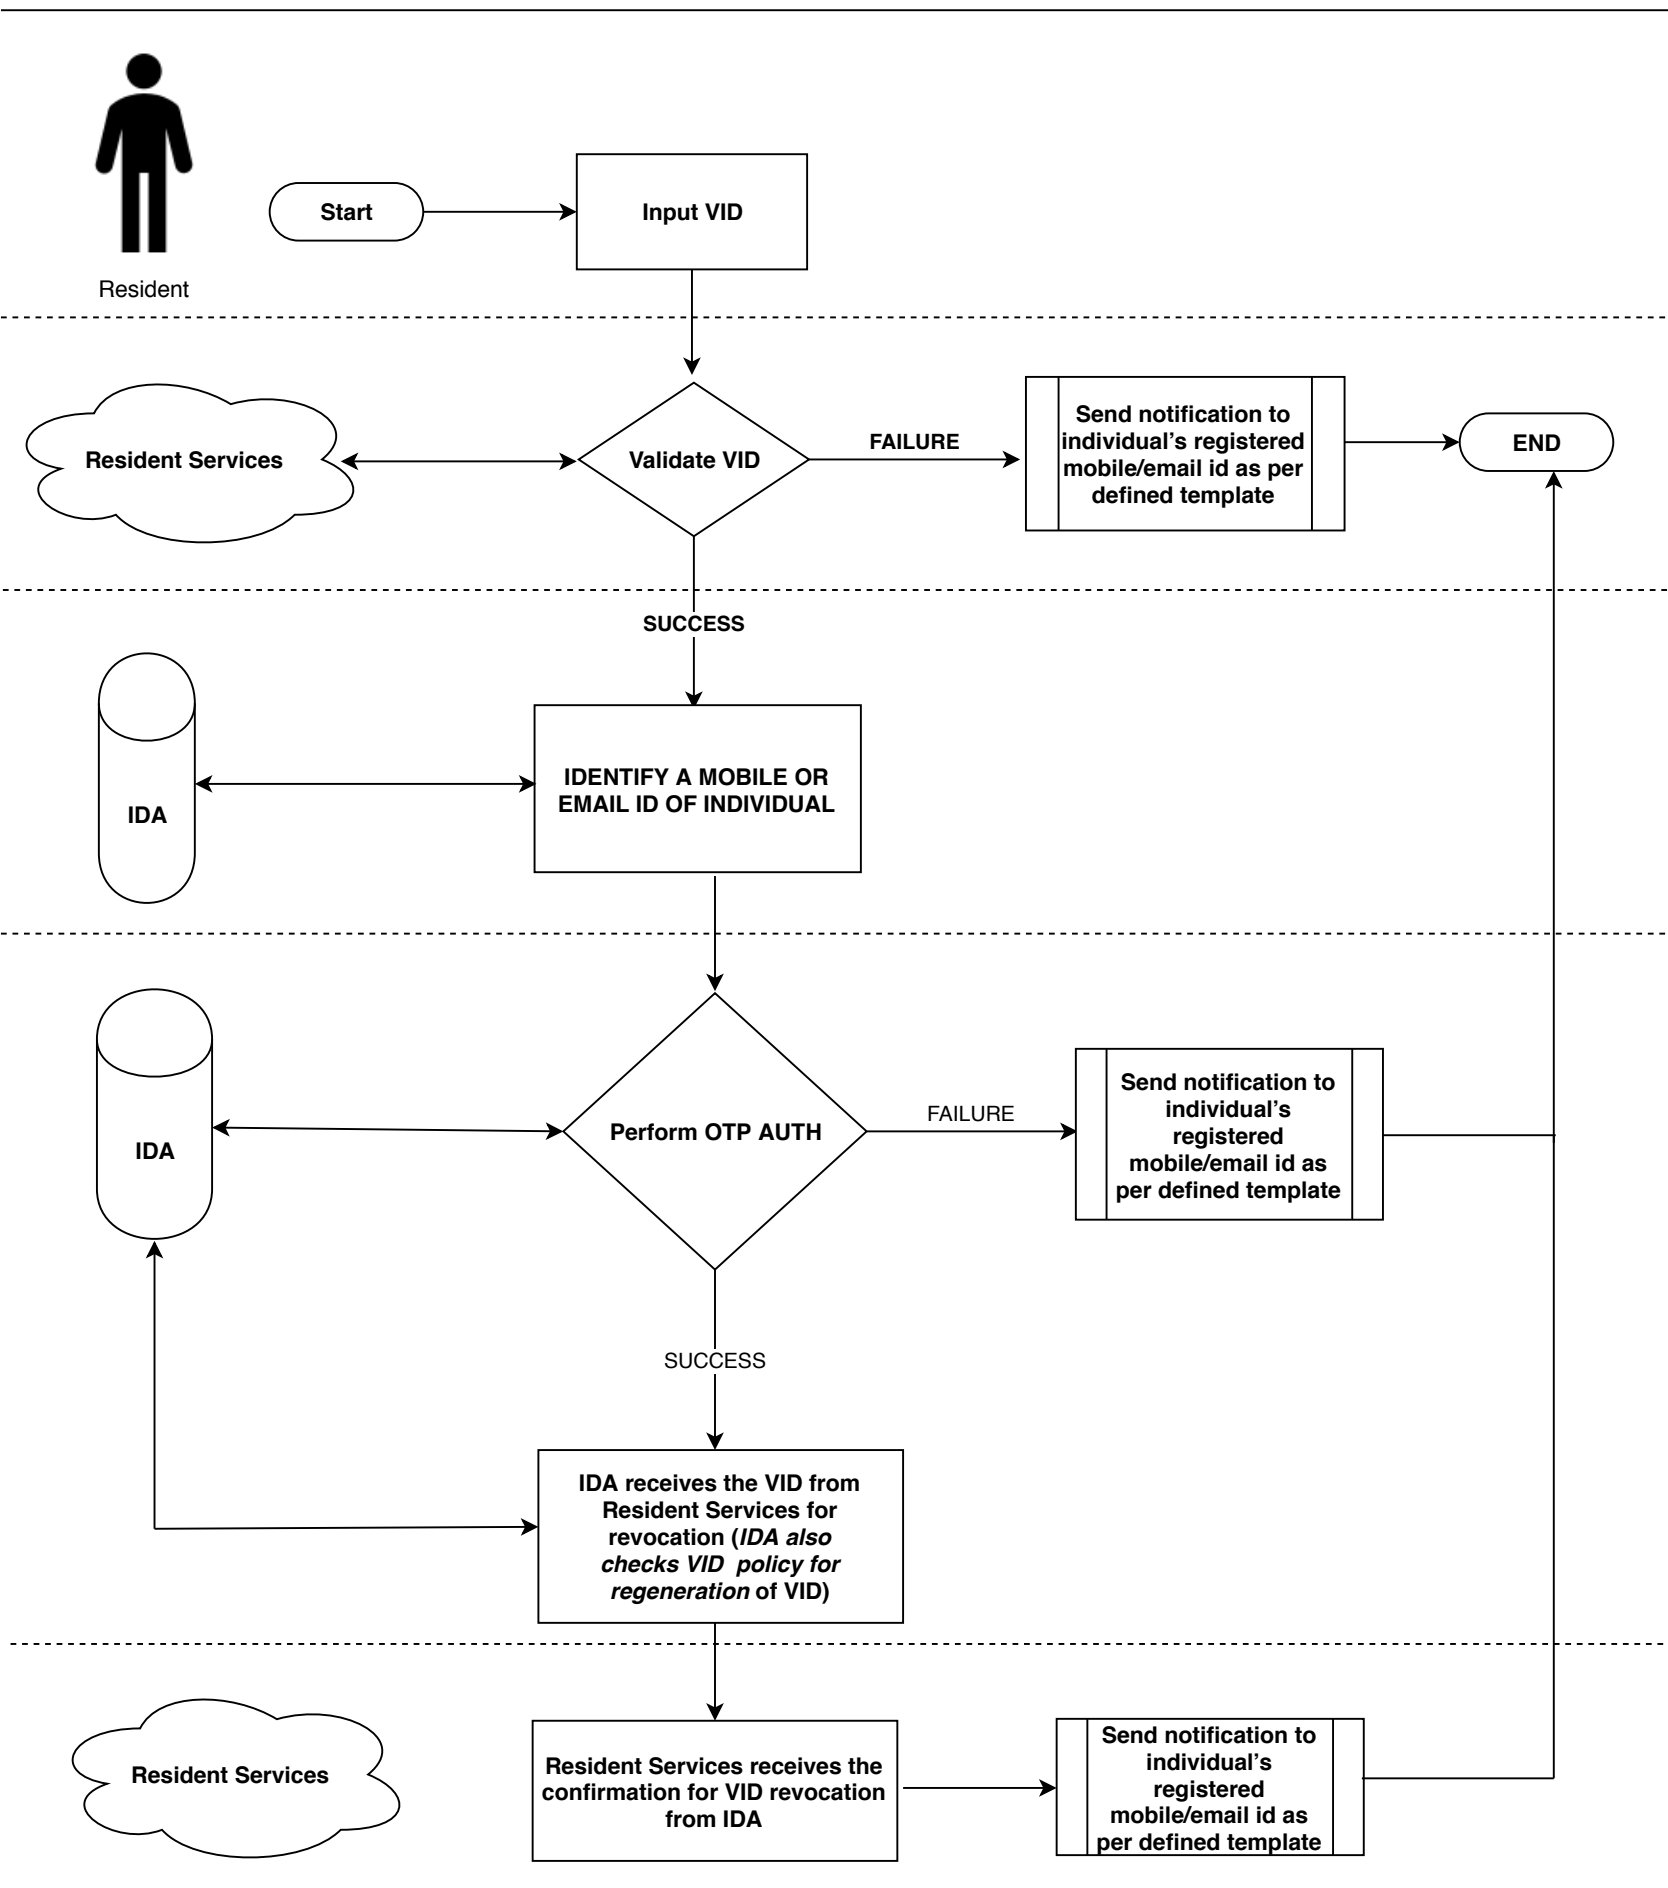 Start
Input VID
Resident
Resident Services
Validate VID
FAILURE
Send notification to
individual's registered
mobile/email id as per
defined template
END
SUCCESS
IDA
IDENTIFY A MOBILE OR
EMAIL ID OF INDIVIDUAL
IDA
Perform OTP AUTH
FAILURE
Send notification to
individual's
registered
mobile/email id as
per defined template
SUCCESS
IDA receives the VID from
Resident Services for
revocation (IDA also
checks VID  policy for
regeneration of VID)
Resident Services
Resident Services receives the
confirmation for VID revocation
from IDA
Send notification to
individual's
registered
mobile/email id as
per defined template